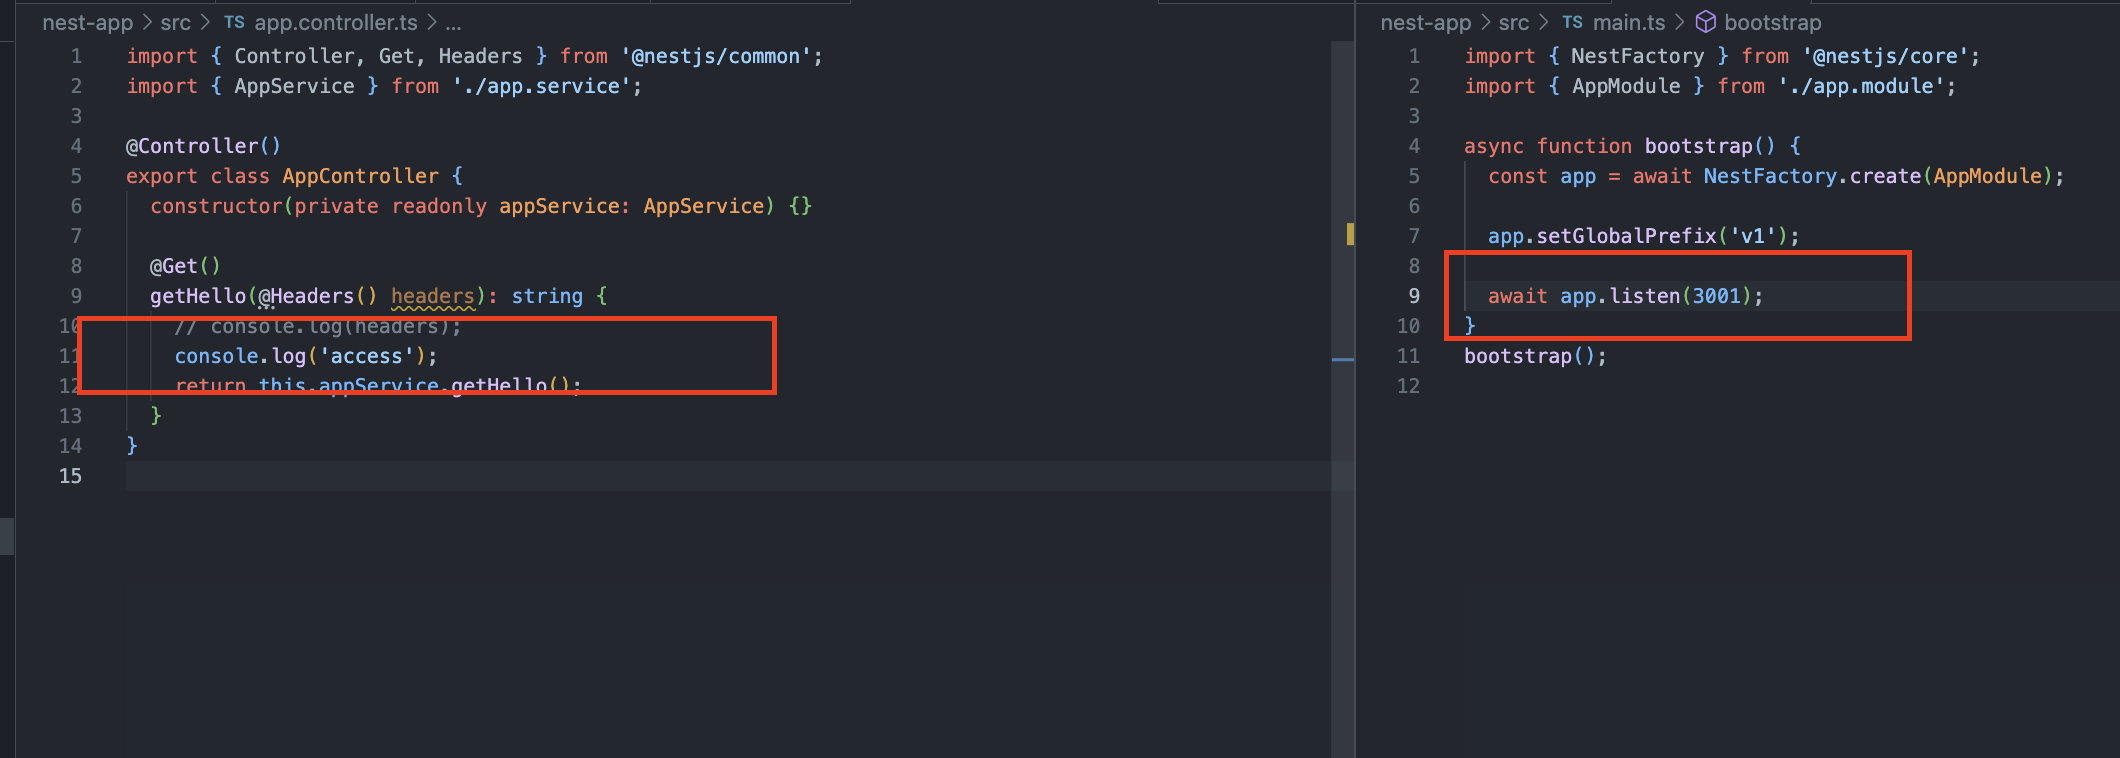 nest-app > src > TS app.controller.ts > ...
1 import { Controller, Get, Headers } from '@nestjs/common';
2 import { AppService } from './app.service';
3
4 @Controller()
5 export class AppController {
6 constructor(private readonly appService: AppService) {}
7
8 @Get()
9 getHello(@Headers() headers): string {
10 // console.log(headers);
11 console.log('access');
12 return this.appService.getHello();
13 }
14 }
15
nest-app > src > TS main.ts > bootstrap
1 import { NestFactory } from '@nestjs/core';
2 import { AppModule } from './app.module';
3
4 async function bootstrap() {
5 const app = await NestFactory.create(AppModule);
6
7 app.setGlobalPrefix('v1');
8
9 await app.listen(3001);
10 }
11 bootstrap();
12